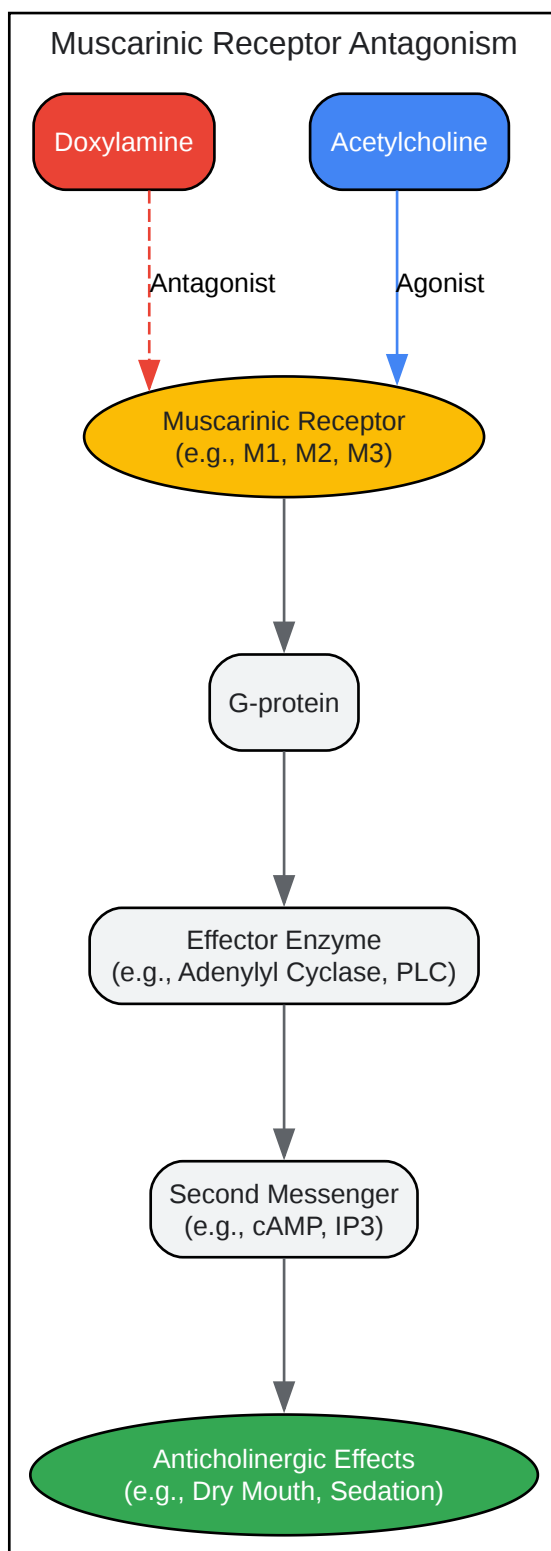 Muscarinic Receptor Antagonism
Doxylamine
Acetylcholine
Antagonist
Agonist
Muscarinic Receptor
(e.g., M1, M2, M3)
G-protein
Effector Enzyme
(e.g., Adenylyl Cyclase, PLC)
Second Messenger
(e.g., cAMP, IP3)
Anticholinergic Effects
(e.g., Dry Mouth, Sedation)